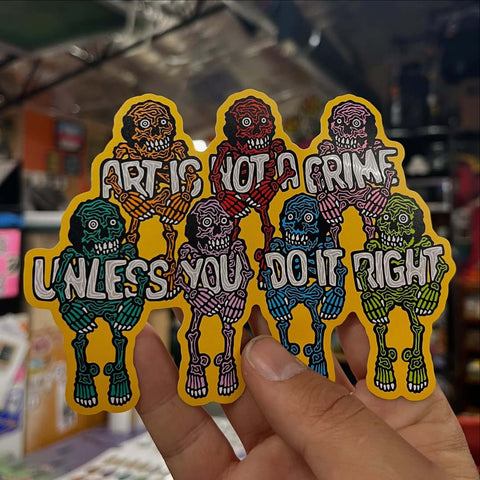 ART IS NOT A CRIME
UNLESS YOU DO IT RIGHT